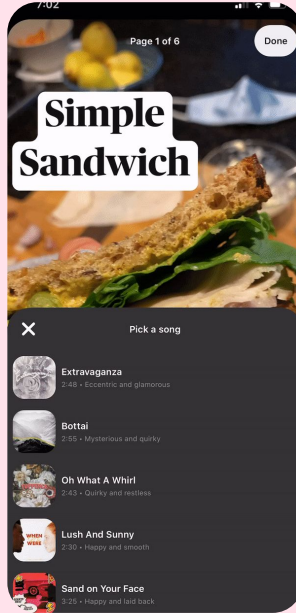 7:02
Page 1 of 6
Done
Simple
Sandwich
Pick a song
Extravaganza
2:48 • Eccentric and glamorous
Bottai
2:55 • Mysterious and quirky
Oh What A Whirl
2:43 • Quirky and restless
WHEN
WERE
Lush And Sunny
2:30 • Happy and smooth
Sand on Your Face
3:25 • Happy and laid back